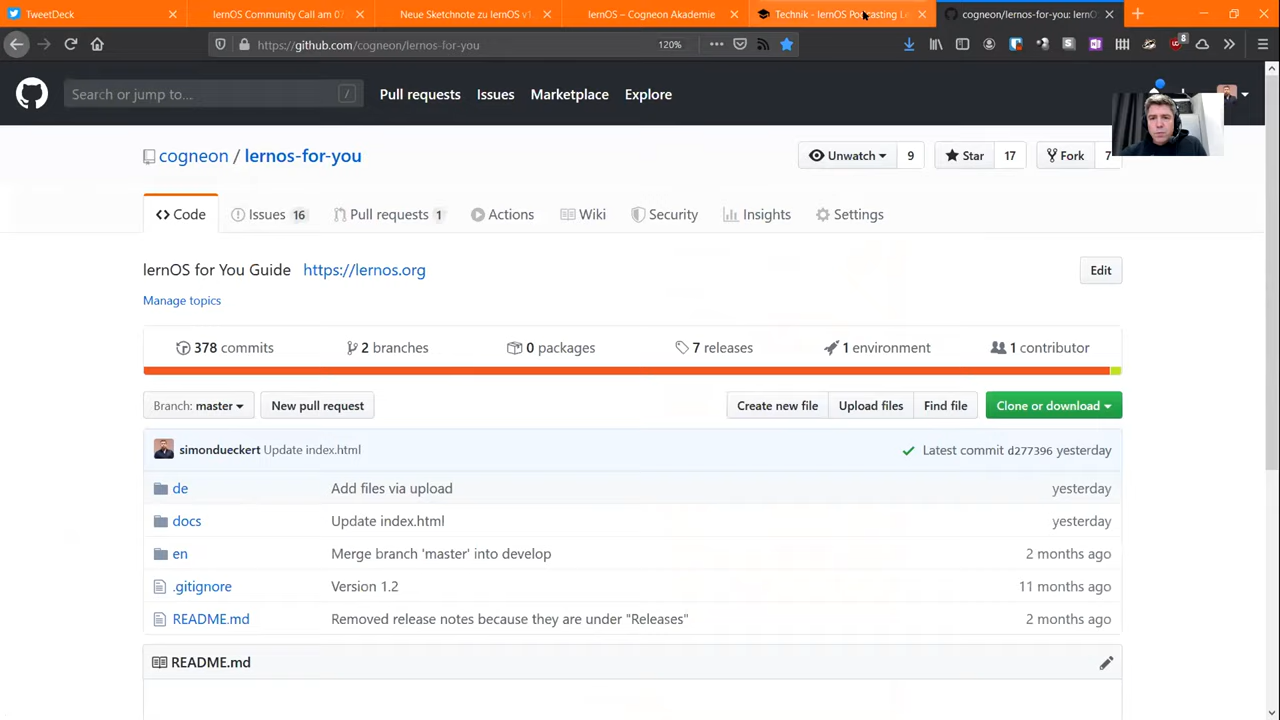 TweetDeck
lernOS Community Call am 07
Neue Sketchnote zu lernOS v1
lernOS – Cogneon Akademie
Technik - lernOS Podcasting Le
cogneon/lernos-for-you: lernO
https://github.com/cogneon/lernos-for-you
120%
8
Search or jump to...
/
Pull requests
Issues
Marketplace
Explore
cogneon / lernos-for-you
Unwatch
9
Star
17
Fork
7
Code
Issues 16
Pull requests 1
Actions
Wiki
Security
Insights
Settings
lernOS for You Guide
https://lernos.org
Edit
Manage topics
378 commits
2 branches
0 packages
7 releases
1 environment
1 contributor
Branch: master
New pull request
Create new file
Upload files
Find file
Clone or download
simondueckert Update index.html
Latest commit d277396 yesterday
de
Add files via upload
yesterday
docs
Update index.html
yesterday
en
Merge branch 'master' into develop
2 months ago
.gitignore
Version 1.2
11 months ago
README.md
Removed release notes because they are under "Releases"
2 months ago
README.md